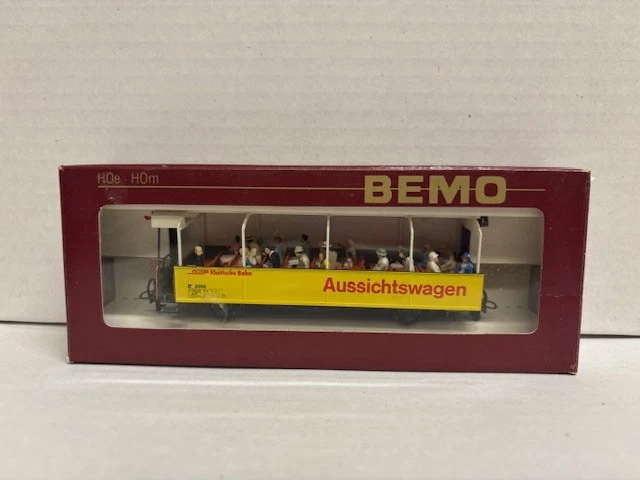 H0e - H0m
BEMO
Rhätische Bahn
Aussichtswagen